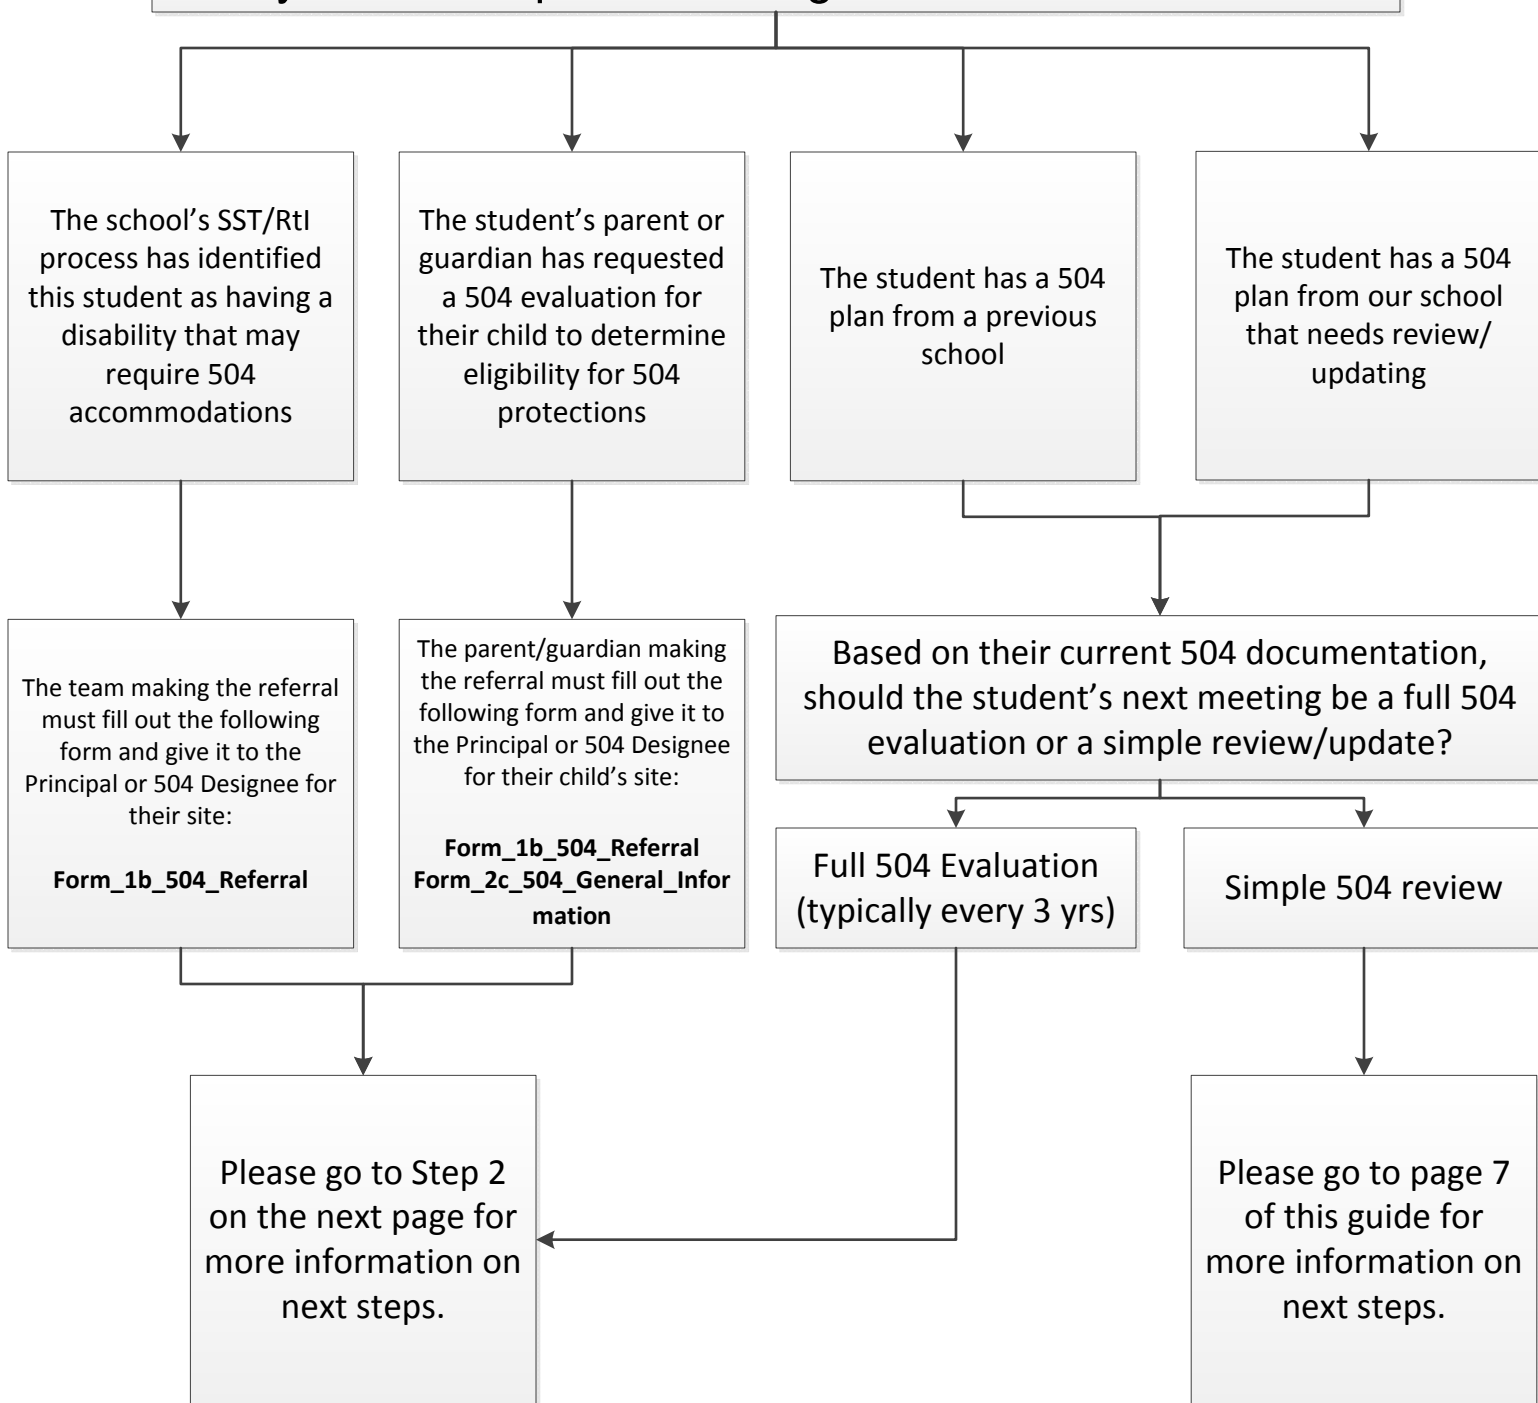 The school's SST/RtI
process has identified
this student as having a
disability that may
require 504
accommodations
The student's parent or
guardian has requested
a 504 evaluation for
their child to determine
eligibility for 504
protections
The student has a 504
plan from a previous
school
The student has a 504
plan from our school
that needs review/
updating
The team making the referral
must fill out the following
form and give it to the
Principal or 504 Designee for
their site:
Form_1b_504_Referral
The parent/guardian making
the referral must fill out the
following form and give it to
the Principal or 504 Designee
for their child's site:
Form_1b_504_Referral
Form_2c_504_General_Infor
mation
Based on their current 504 documentation,
should the student's next meeting be a full 504
evaluation or a simple review/update?
Full 504 Evaluation
(typically every 3 yrs)
Simple 504 review
Please go to Step 2
on the next page for
more information on
next steps.
Please go to page 7
of this guide for
more information on
next steps.